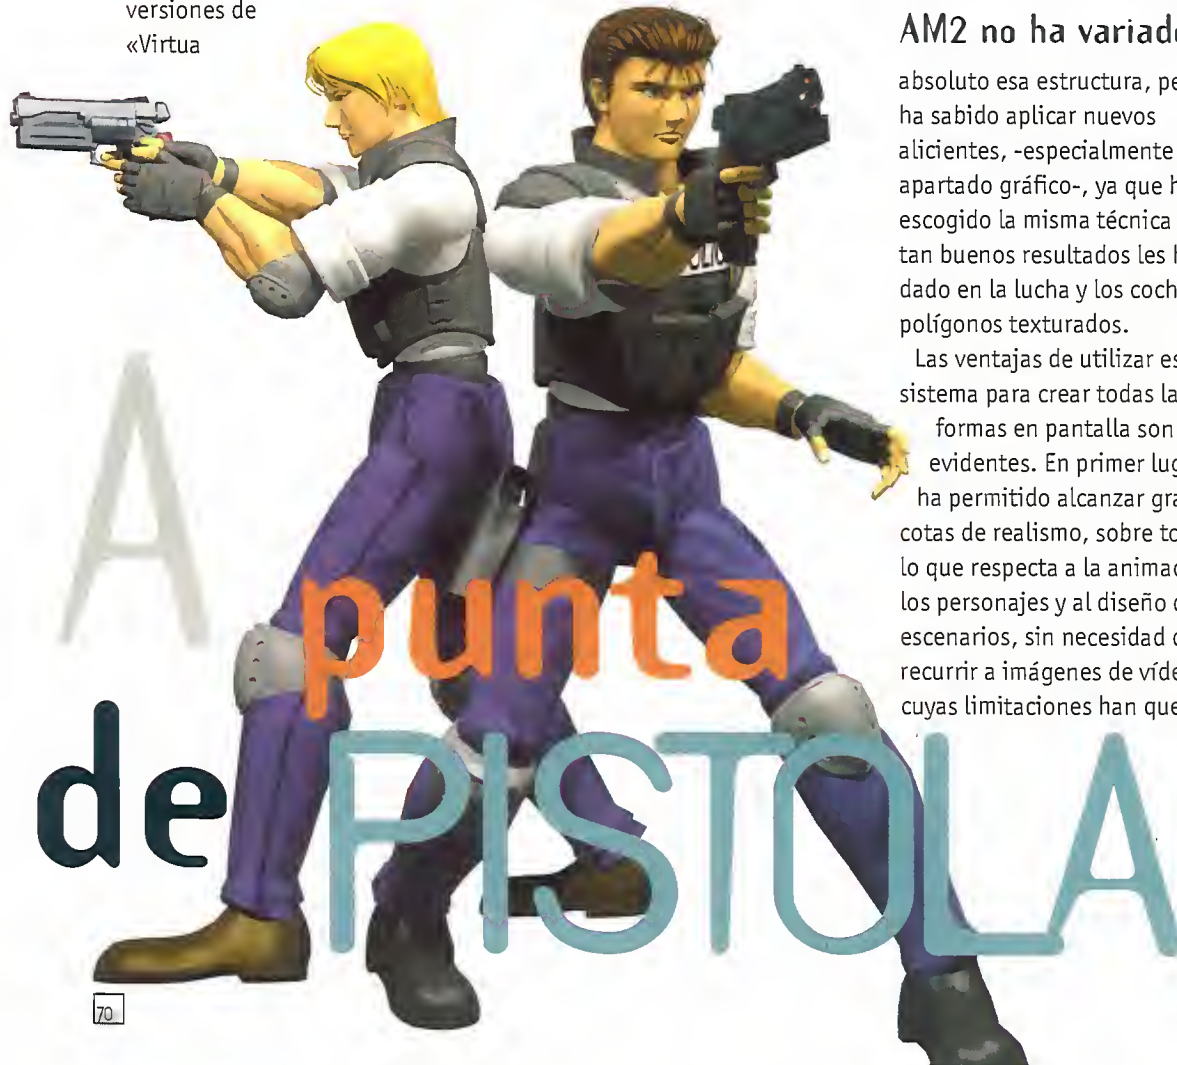 versiones de
«Virtua
A
punta
de
PISTOLA
AM2 no ha variado
absoluto esa estructura, pe
ha sabido aplicar nuevos
alicientes, -especialmente
apartado gráfico-, ya que h
escogido la misma técnica
tan buenos resultados les h
dado en la lucha y los coch
polígonos texturados.
Las ventajas de utilizar es
sistema para crear todas la
formas en pantalla son
evidentes. En primer lug
ha permitido alcanzar gra
cotas de realismo, sobre to
lo que respecta a la animac
los personajes y al diseño d
escenarios, sin necesidad d
recurrir a imágenes de víde
cuyas limitaciones han que
70